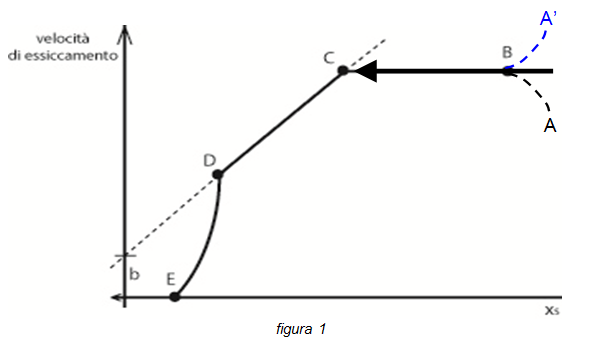 A’
velocità
di essiccamento
C
B
A
D
b
E
xs
figura 1